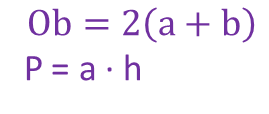 Ob = 2(a + b)
P = a · h